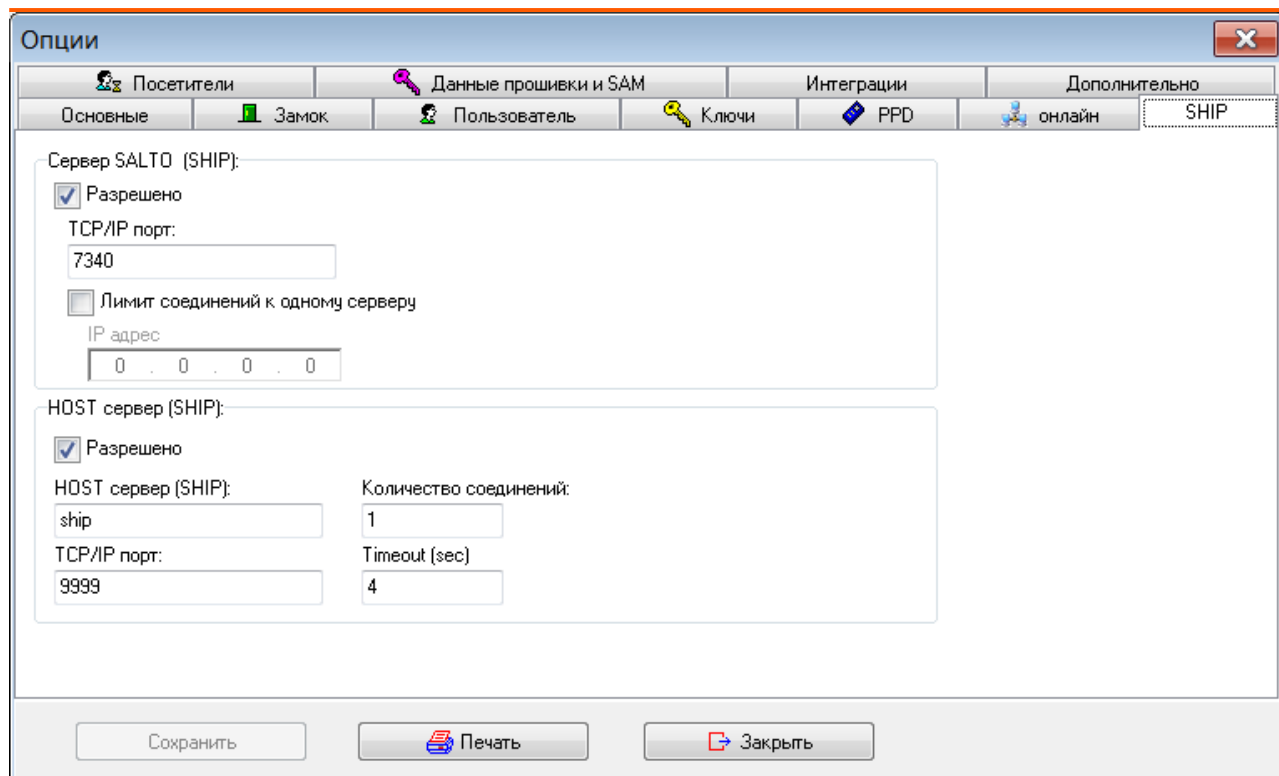 Опции
Посетители Данные прошивки и SAM Интеграции Дополнительно
Основные Замок Пользователь Ключи PPD онлайн SHIP
Сервер SALTO (SHIP):
Разрешено
TCP/IP порт:
7340
Лимит соединений к одному серверу
IP адрес
0 . 0 . 0 . 0
HOST сервер (SHIP):
Разрешено
HOST сервер (SHIP): Количество соединений:
ship 1
TCP/IP порт: Timeout (sec)
9999 4
Сохранить Печать Закрыть